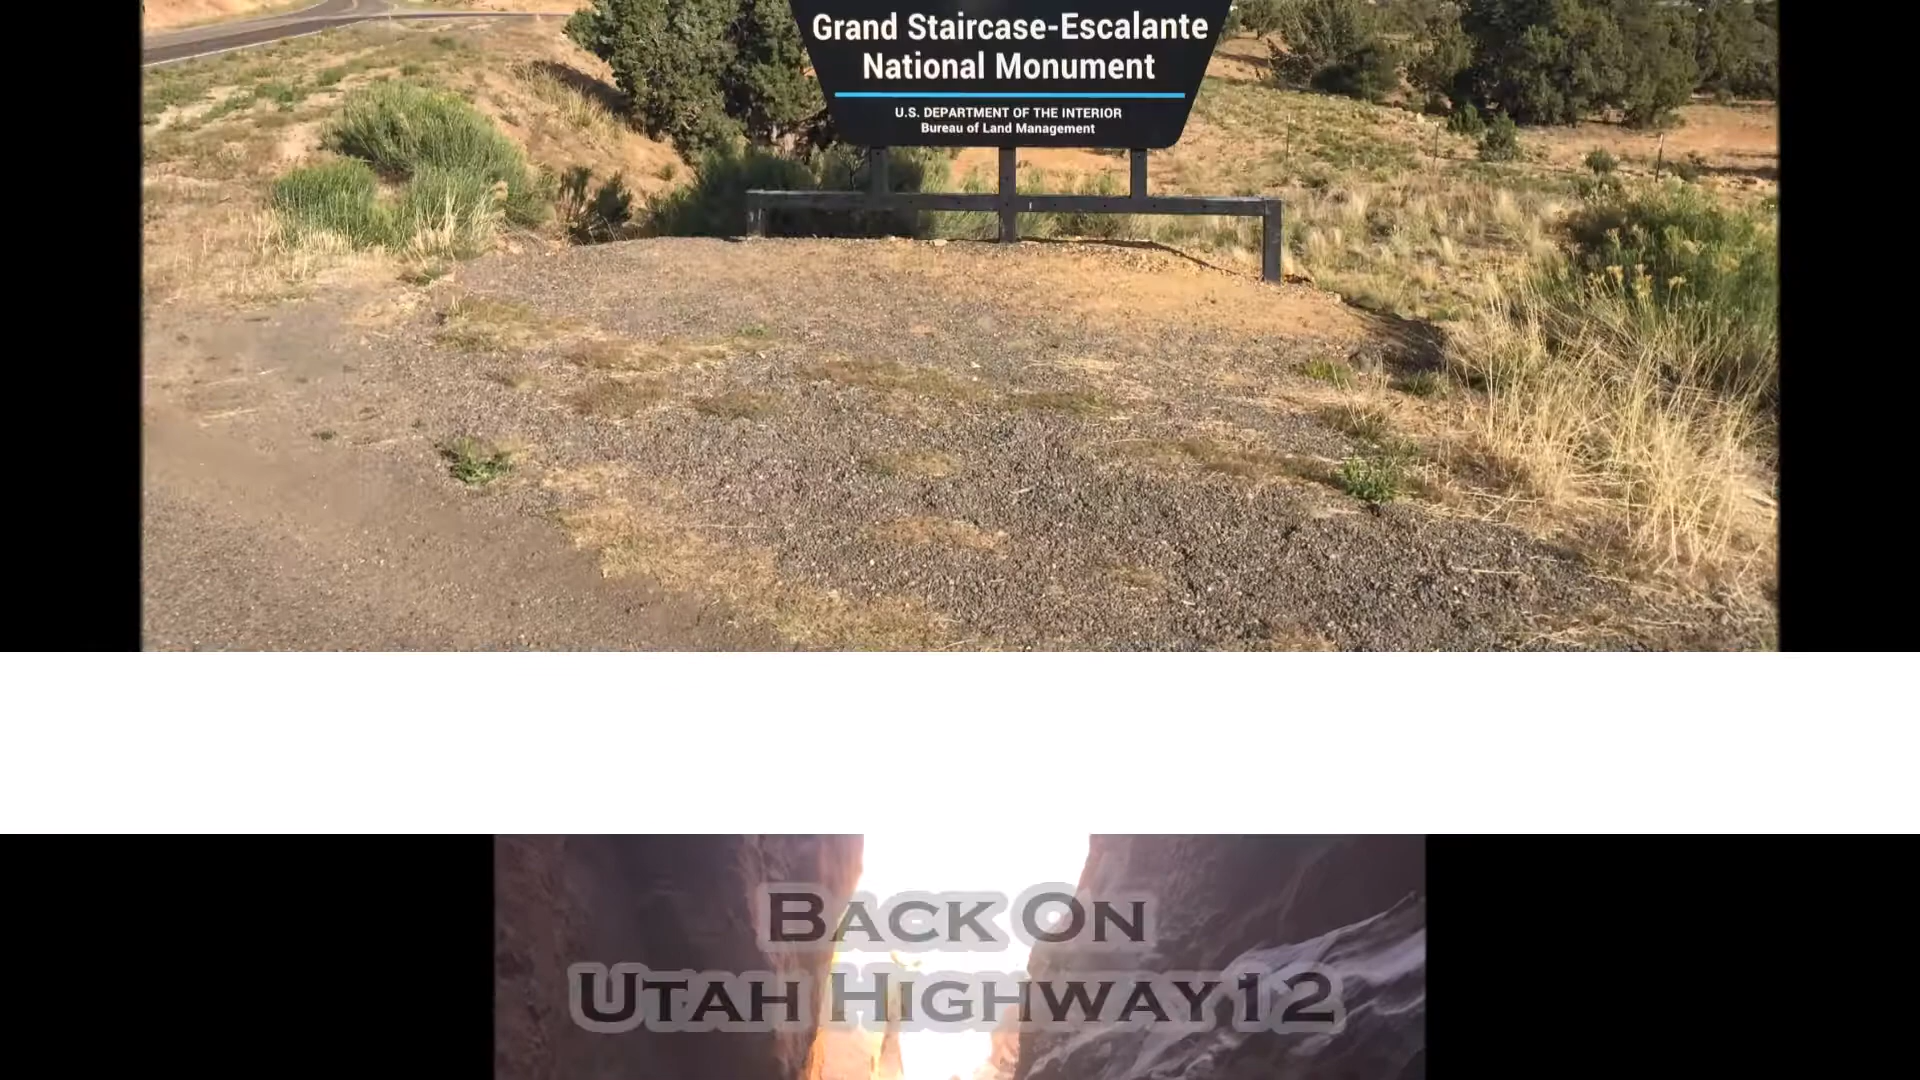 Grand Staircase-Escalante
National Monument
U.S. DEPARTMENT OF THE INTERIOR
Bureau of Land Management
Back On
Utah Highway 12